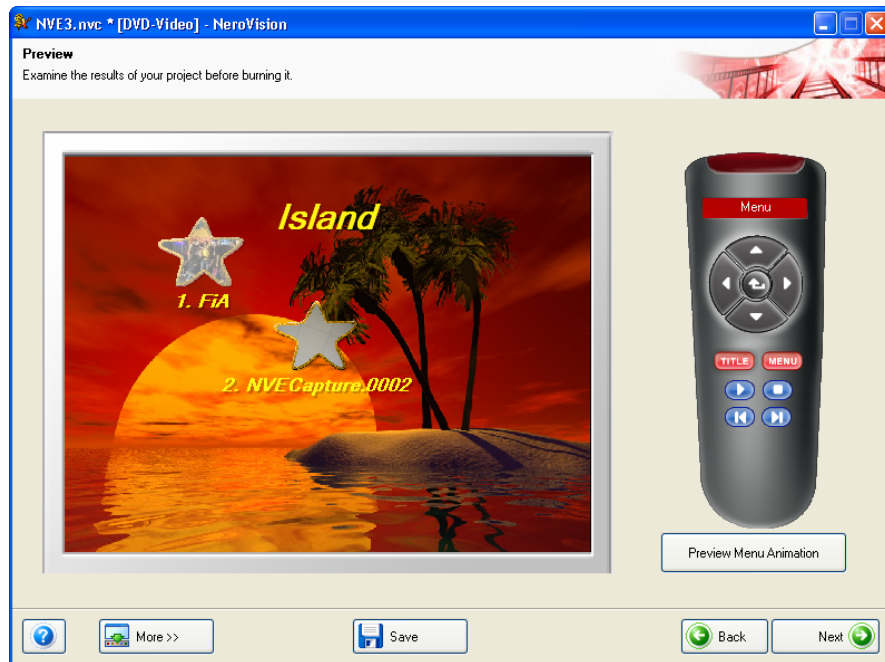 NVE3.nvc * [DVD-Video] - NeroVision
Preview
Examine the results of your project before burning it.
Island
1. FiA
2. NVECapture.0002
Menu
TITLE MENU
Preview Menu Animation
? More >> Save Back Next